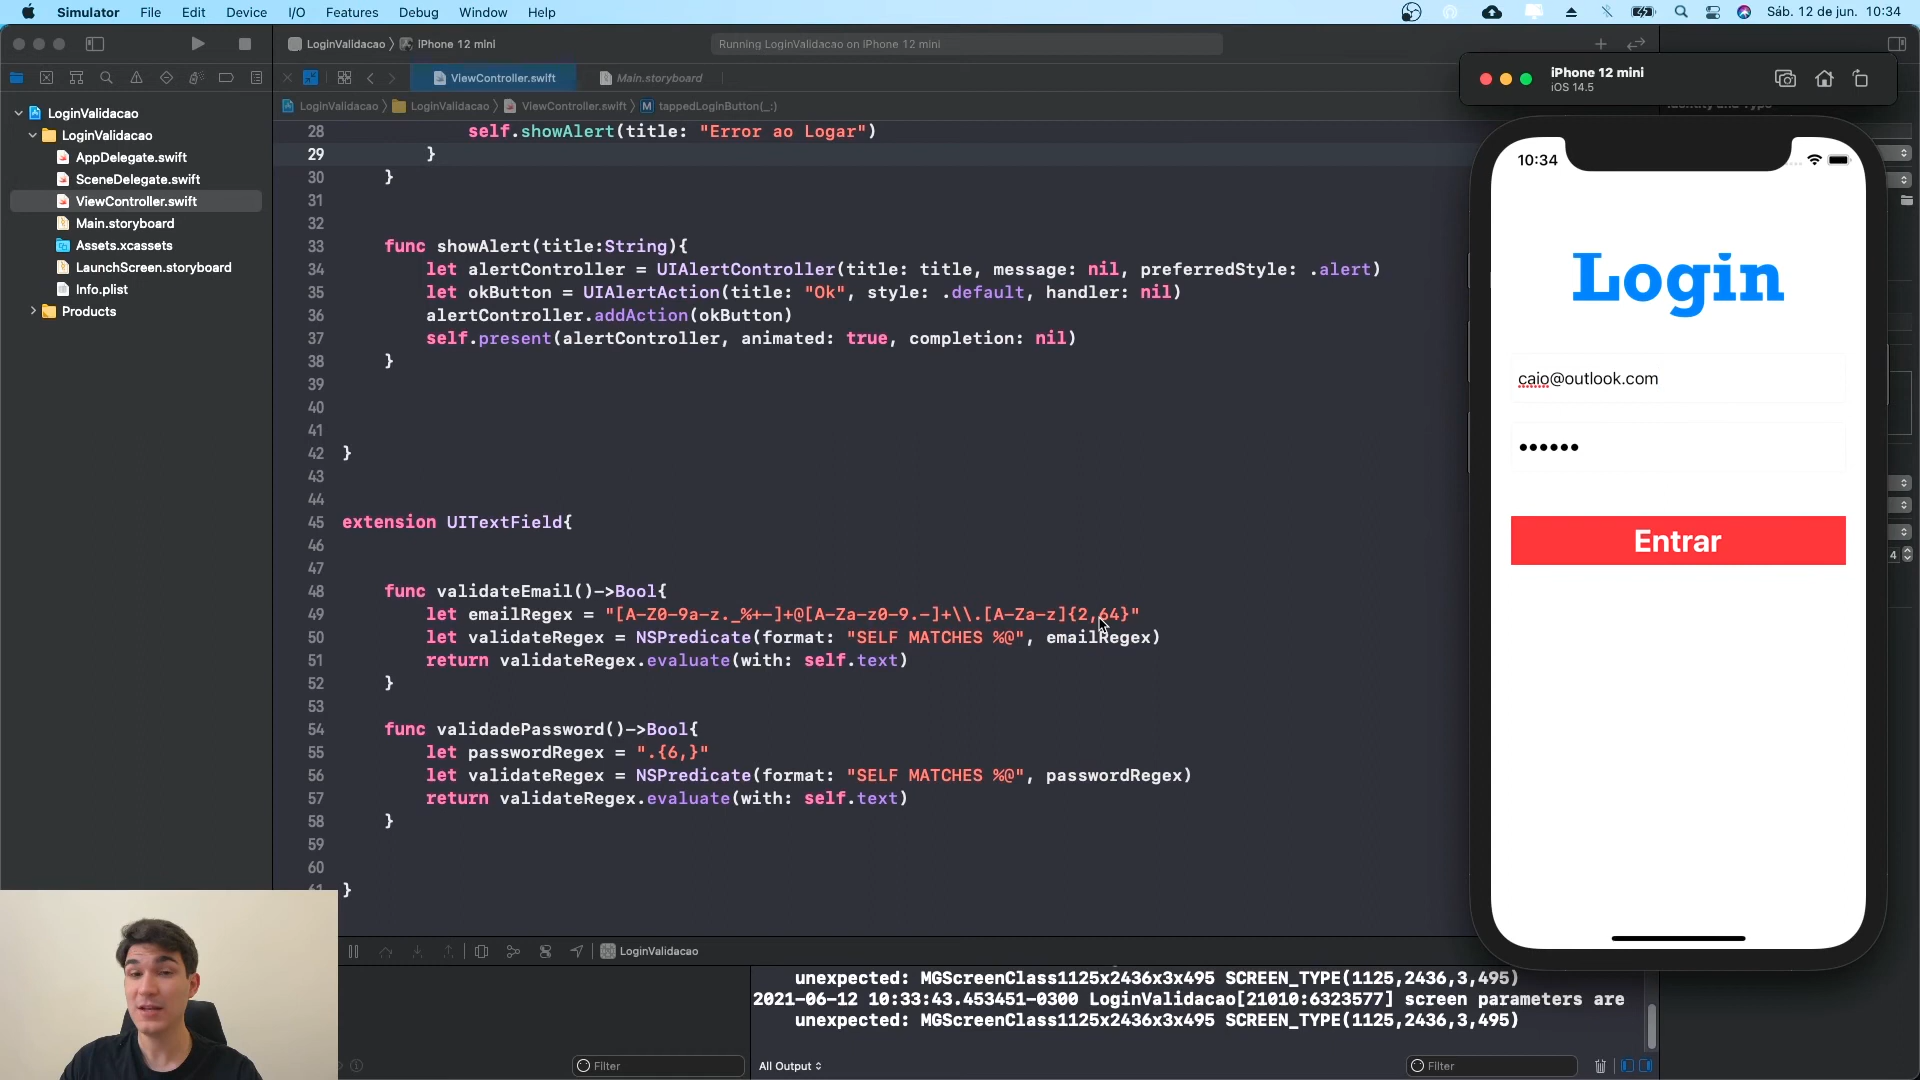 Simulator File Edit Device I/O Features Debug Window Help
Sáb. 12 de jun. 10:34
LoginValidacao iPhone 12 mini
Running LoginValidacao on iPhone 12 mini
ViewController.swift
Main.storyboard
LoginValidacao
LoginValidacao
AppDelegate.swift
SceneDelegate.swift
ViewController.swift
Main.storyboard
Assets.xcassets
LaunchScreen.storyboard
Info.plist
Products
LoginValidacao LoginValidacao ViewController.swift M tappedLoginButton(_:)
28 self.showAlert(title: "Error ao Logar")
29 }
30 }
31
32
33 func showAlert(title:String){
34 let alertController = UIAlertController(title: title, message: nil, preferredStyle: .alert)
35 let okButton = UIAlertAction(title: "Ok", style: .default, handler: nil)
36 alertController.addAction(okButton)
37 self.present(alertController, animated: true, completion: nil)
38 }
39
40
41
42 }
43
44
45 extension UITextField{
46
47
48 func validateEmail()->Bool{
49 let emailRegex = "[A-Z0-9a-z._%+-]+@[A-Za-z0-9.-]+\\.[A-Za-z]{2,64}"
50 let validateRegex = NSPredicate(format: "SELF MATCHES %@", emailRegex)
51 return validateRegex.evaluate(with: self.text)
52 }
53
54 func validadePassword()->Bool{
55 let passwordRegex = ".{6,}"
56 let validateRegex = NSPredicate(format: "SELF MATCHES %@", passwordRegex)
57 return validateRegex.evaluate(with: self.text)
58 }
59
60
61 }
LoginValidacao
unexpected: MGScreenClass1125x2436x3x495 SCREEN_TYPE(1125,2436,3,495)
2021-06-12 10:33:43.453451-0300 LoginValidacao[21010:6323577] screen parameters are
unexpected: MGScreenClass1125x2436x3x495 SCREEN_TYPE(1125,2436,3,495)
Filter
All Output
Filter
iPhone 12 mini
iOS 14.5
10:34
Login
caio@outlook.com
Entrar
4